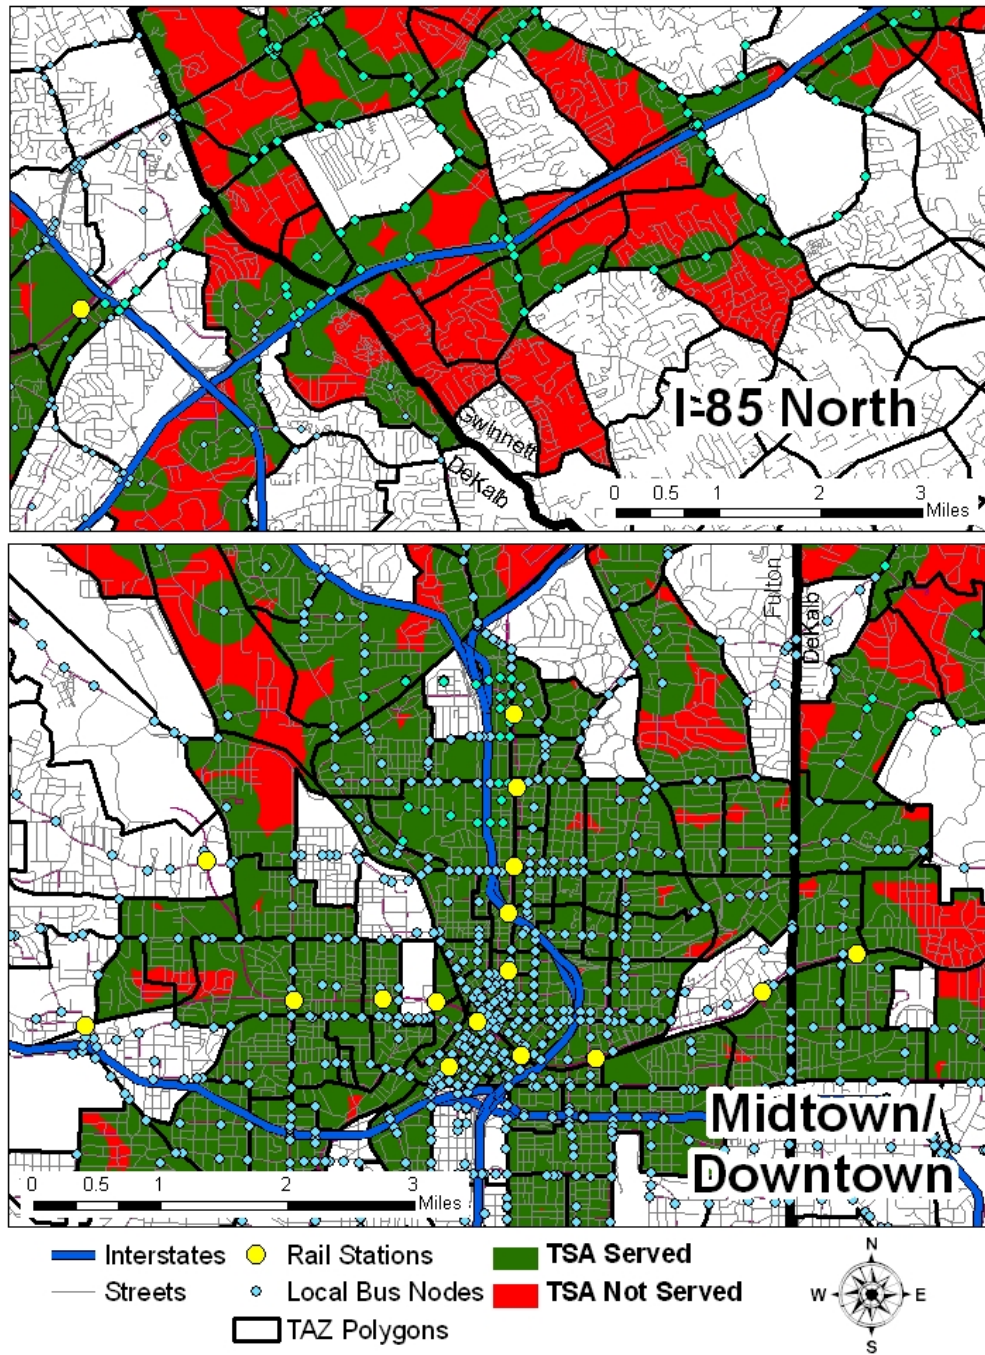 Gwinnett
DeKalb
I-85 North
0 0.5 1 2 3
Miles
Fulton
DeKalb
Midtown/
Downtown
0 0.5 1 2 3
Miles
Interstates Rail Stations TSA Served
Streets Local Bus Nodes TSA Not Served
TAZ Polygons
N
W E
S